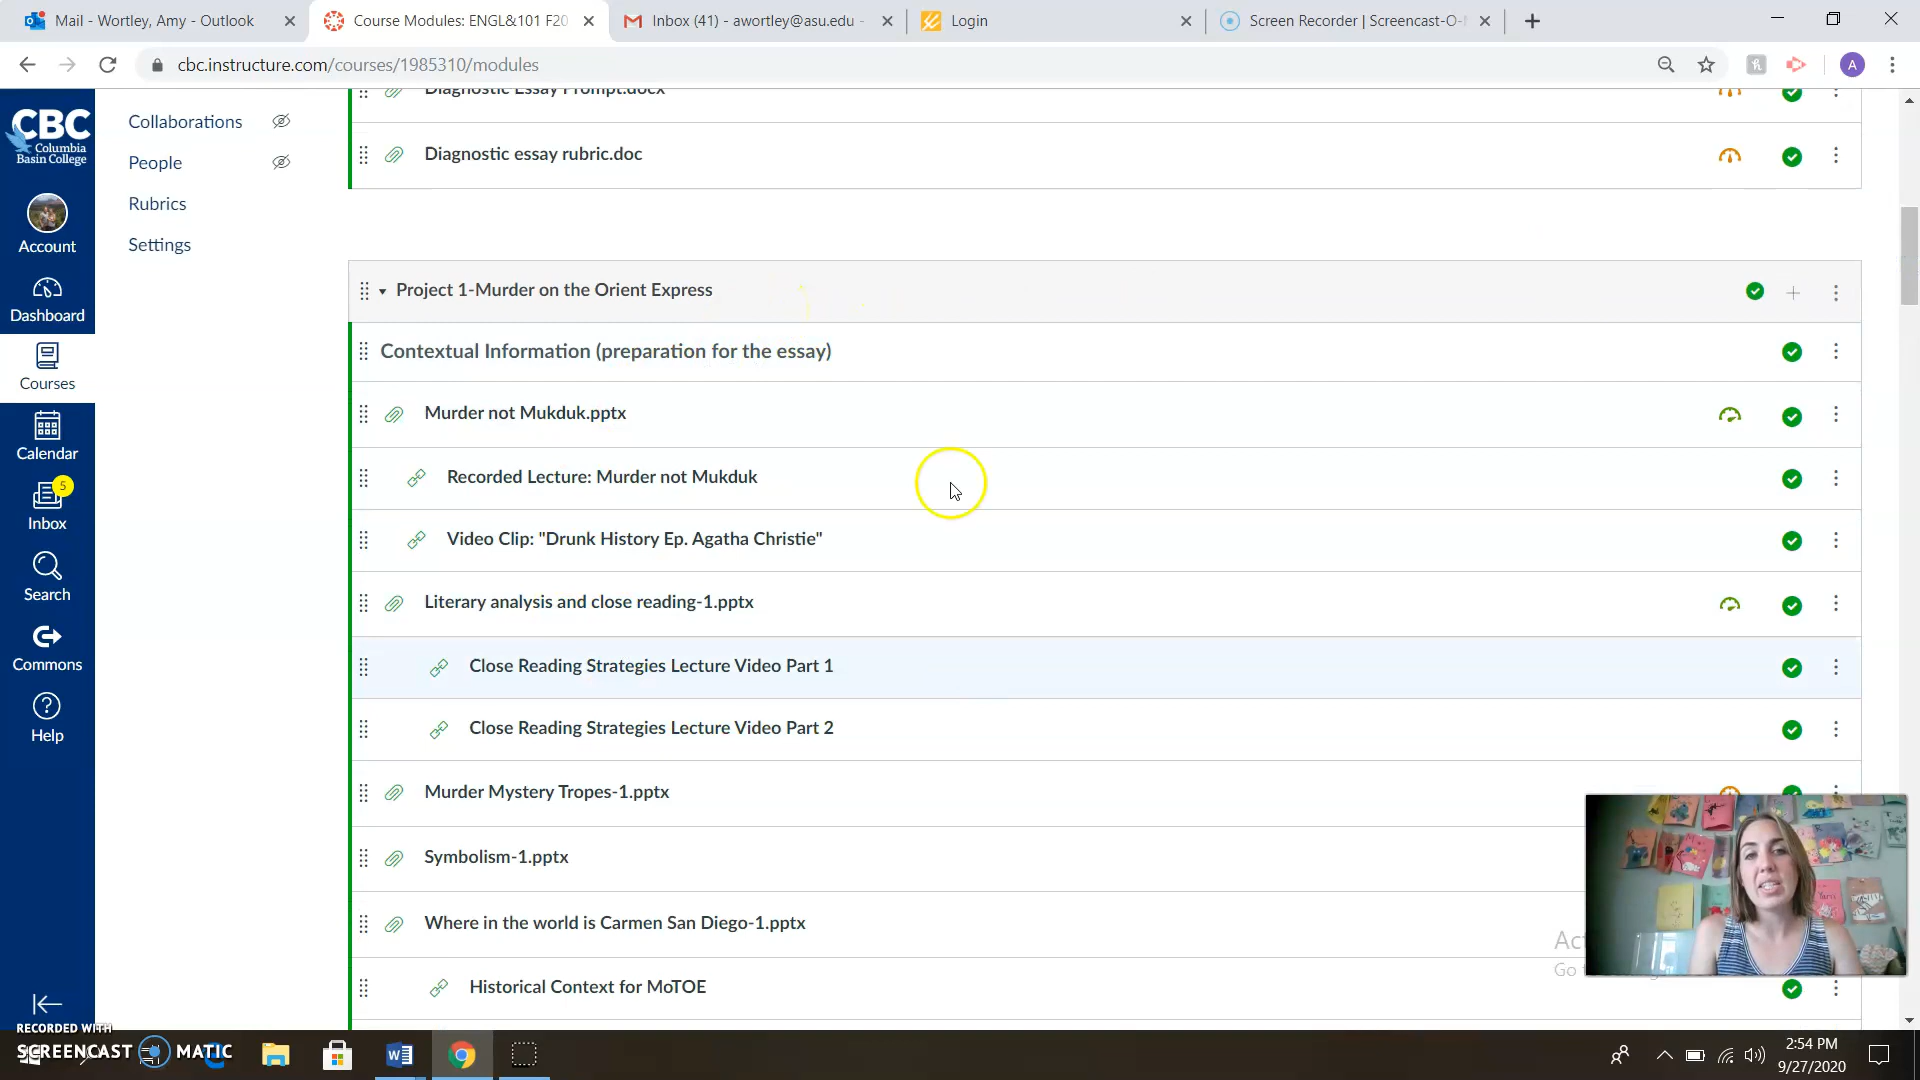 Mail - Wortley, Amy - Outlook
Course Modules: ENGL&101 F20
Inbox (41) - awortley@asu.edu -
Login
Screen Recorder | Screencast-O-
cbc.instructure.com/courses/1985310/modules
A
CBC
Columbia
Basin College
Account
Dashboard
Courses
Calendar
5
Inbox
Search
Commons
Help
Collaborations
People
Rubrics
Settings
Diagnostic Essay Prompt.docx
Diagnostic essay rubric.doc
Project 1-Murder on the Orient Express
Contextual Information (preparation for the essay)
Murder not Mukduk.pptx
Recorded Lecture: Murder not Mukduk
Video Clip: "Drunk History Ep. Agatha Christie"
Literary analysis and close reading-1.pptx
Close Reading Strategies Lecture Video Part 1
Close Reading Strategies Lecture Video Part 2
Murder Mystery Tropes-1.pptx
Symbolism-1.pptx
Where in the world is Carmen San Diego-1.pptx
Historical Context for MoTOE
Act
Go
RECORDED WITH
SCREENCAST MATIC
2:54 PM
9/27/2020